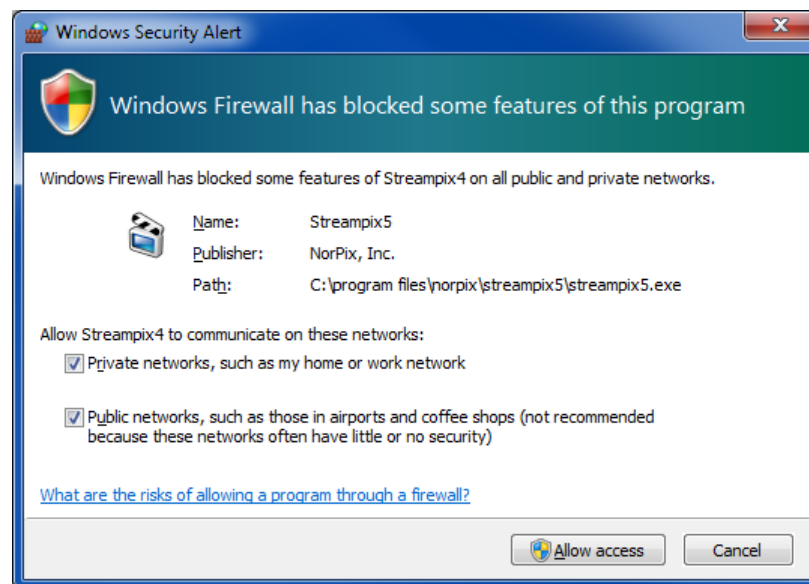 Windows Security Alert
Windows Firewall has blocked some features of this program
Windows Firewall has blocked some features of Streampix4 on all public and private networks.
Name: Streampix5
Publisher: NorPix, Inc.
Path: C:\program files\norpix\streampix5\streampix5.exe
Allow Streampix4 to communicate on these networks:
Private networks, such as my home or work network
Public networks, such as those in airports and coffee shops (not recommended
because these networks often have little or no security)
What are the risks of allowing a program through a firewall?
Allow access Cancel